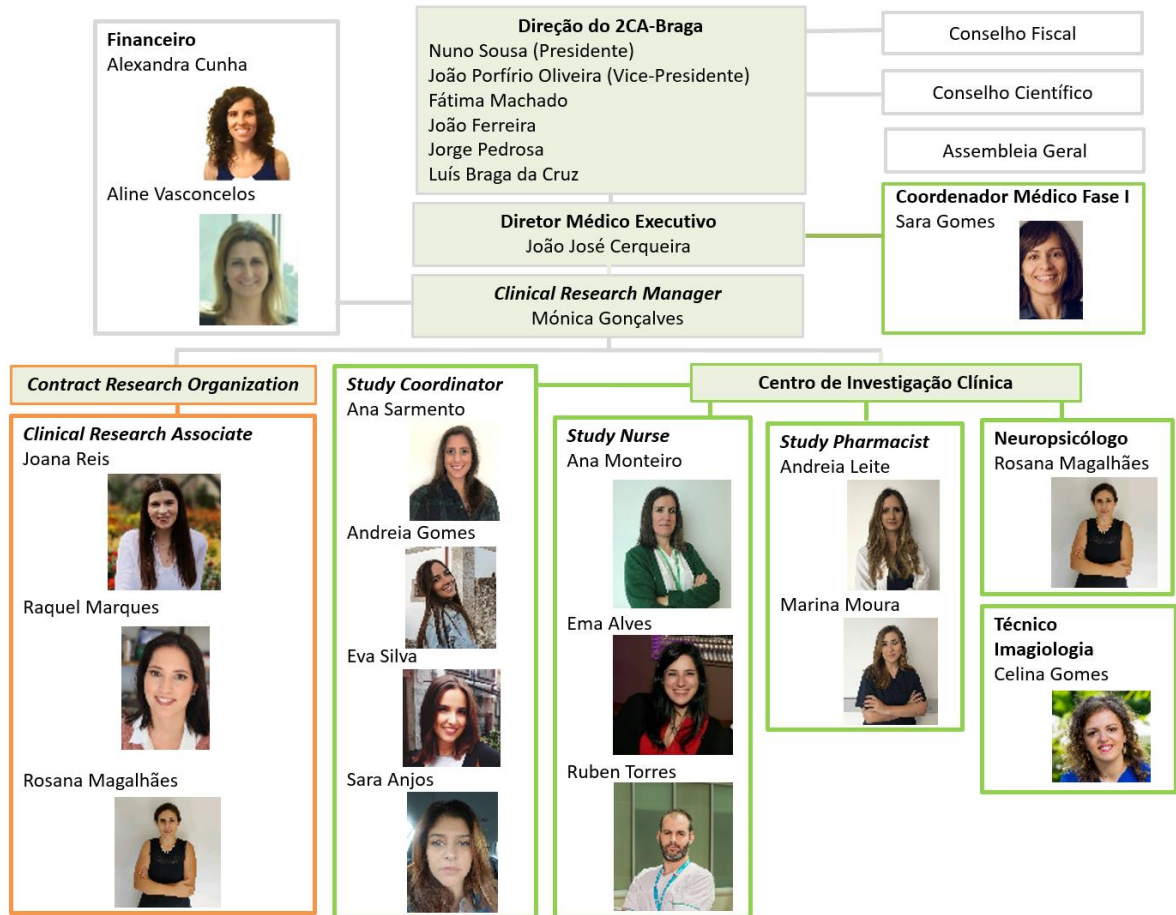 Financeiro
Alexandra Cunha
Aline Vasconcelos
Direção do 2CA-Braga
Nuno Sousa (Presidente)
João Porfírio Oliveira (Vice-Presidente)
Fátima Machado
João Ferreira
Jorge Pedrosa
Luís Braga da Cruz
Conselho Fiscal
Conselho Científico
Assembleia Geral
Diretor Médico Executivo
João José Cerqueira
Coordenador Médico Fase I
Sara Gomes
Clinical Research Manager
Mónica Gonçalves
Contract Research Organization
Clinical Research Associate
Joana Reis
Raquel Marques
Rosana Magalhães
Study Coordinator
Ana Sarmento
Andreia Gomes
Eva Silva
Sara Anjos
Centro de Investigação Clínica
Study Nurse
Ana Monteiro
Ema Alves
Ruben Torres
Study Pharmacist
Andreia Leite
Marina Moura
Neuropsicólogo
Rosana Magalhães
Técnico
Imagiologia
Celina Gomes